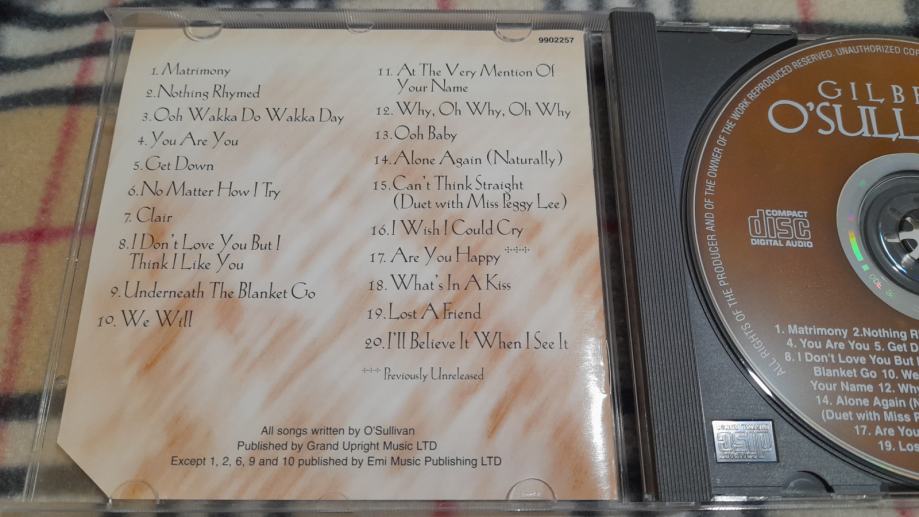 9902257
1. Matrimony
2. Nothing Rhymed
3. Ooh Wakka Do Wakka Day
4. You Are You
5. Get Down
6. No Matter How I Try
7. Clair
8. I Don't Love You But I
Think I Like You
9. Underneath The Blanket Go
10. We Will
11. At The Very Mention Of
Your Name
12. Why, Oh Why, Oh Why
13. Ooh Baby
14. Alone Again (Naturally)
15. Can't Think Straight
(Duet with Miss Peggy Lee)
16. I Wish I Could Cry
17. Are You Happy ✢✢✢
18. What's In A Kiss
19. Lost A Friend
20. I'll Believe It When I See It
✢✢✢ Previously Unreleased
All songs written by O'Sullivan
Published by Grand Upright Music LTD
Except 1, 2, 6, 9 and 10 published by Emi Music Publishing LTD
ALL RIGHTS OF THE PRODUCER AND OF THE OWNER OF THE WORK REPRODUCED RESERVED. UNAUTHORIZED
GILBE
O'SULL
COMPACT
disc
DIGITAL AUDIO
1. Matrimony 2.Nothing R
4. You Are You 5. Get D
8. I Don't Love You But
Blanket Go 10. We
Your Name 12. Wh
14. Alone Again (N
(Duet with Miss P
17. Are You
19. Los